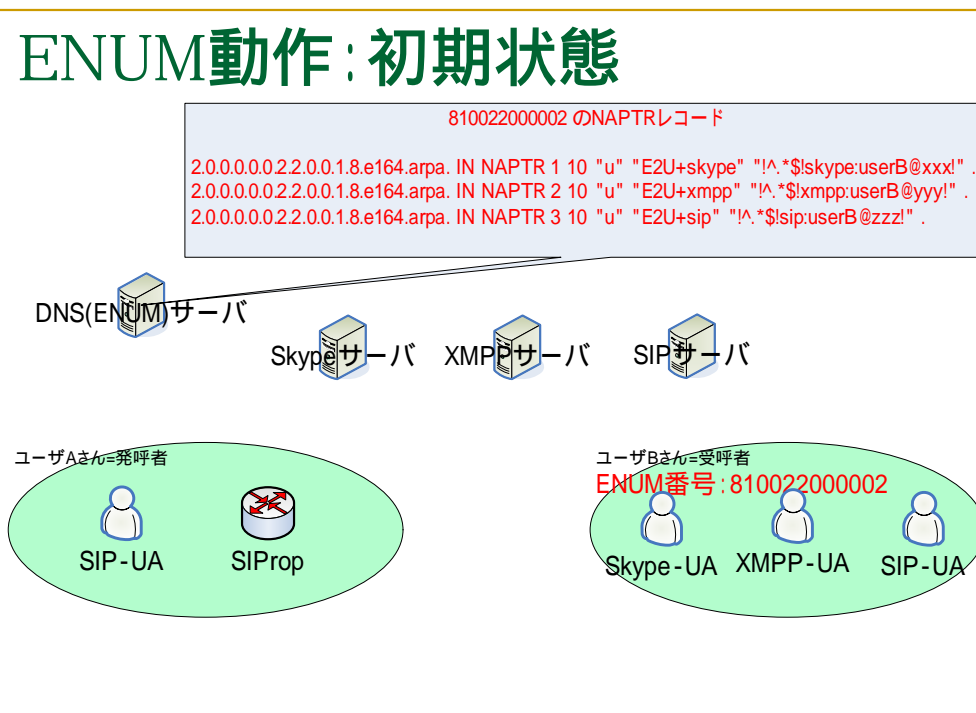 ENUM動作:初期状態
810022000002 のNAPTRレコード
2.0.0.0.0.0.2.2.0.0.1.8.e164.arpa. IN NAPTR 1 10 "u" "E2U+skype" "!^.*$!skype:userB@xxx!" .
2.0.0.0.0.0.2.2.0.0.1.8.e164.arpa. IN NAPTR 2 10 "u" "E2U+xmpp" "!^.*$!xmpp:userB@yyy!" .
2.0.0.0.0.0.2.2.0.0.1.8.e164.arpa. IN NAPTR 3 10 "u" "E2U+sip" "!^.*$!sip:userB@zzz!" .
DNS(ENUM)サーバ
Skypeサーバ
XMPPサーバ
SIPサーバ
ユーザAさん=発呼者
SIP-UA
SIProp
ユーザBさん=受呼者
ENUM番号:810022000002
Skype-UA
XMPP-UA
SIP-UA